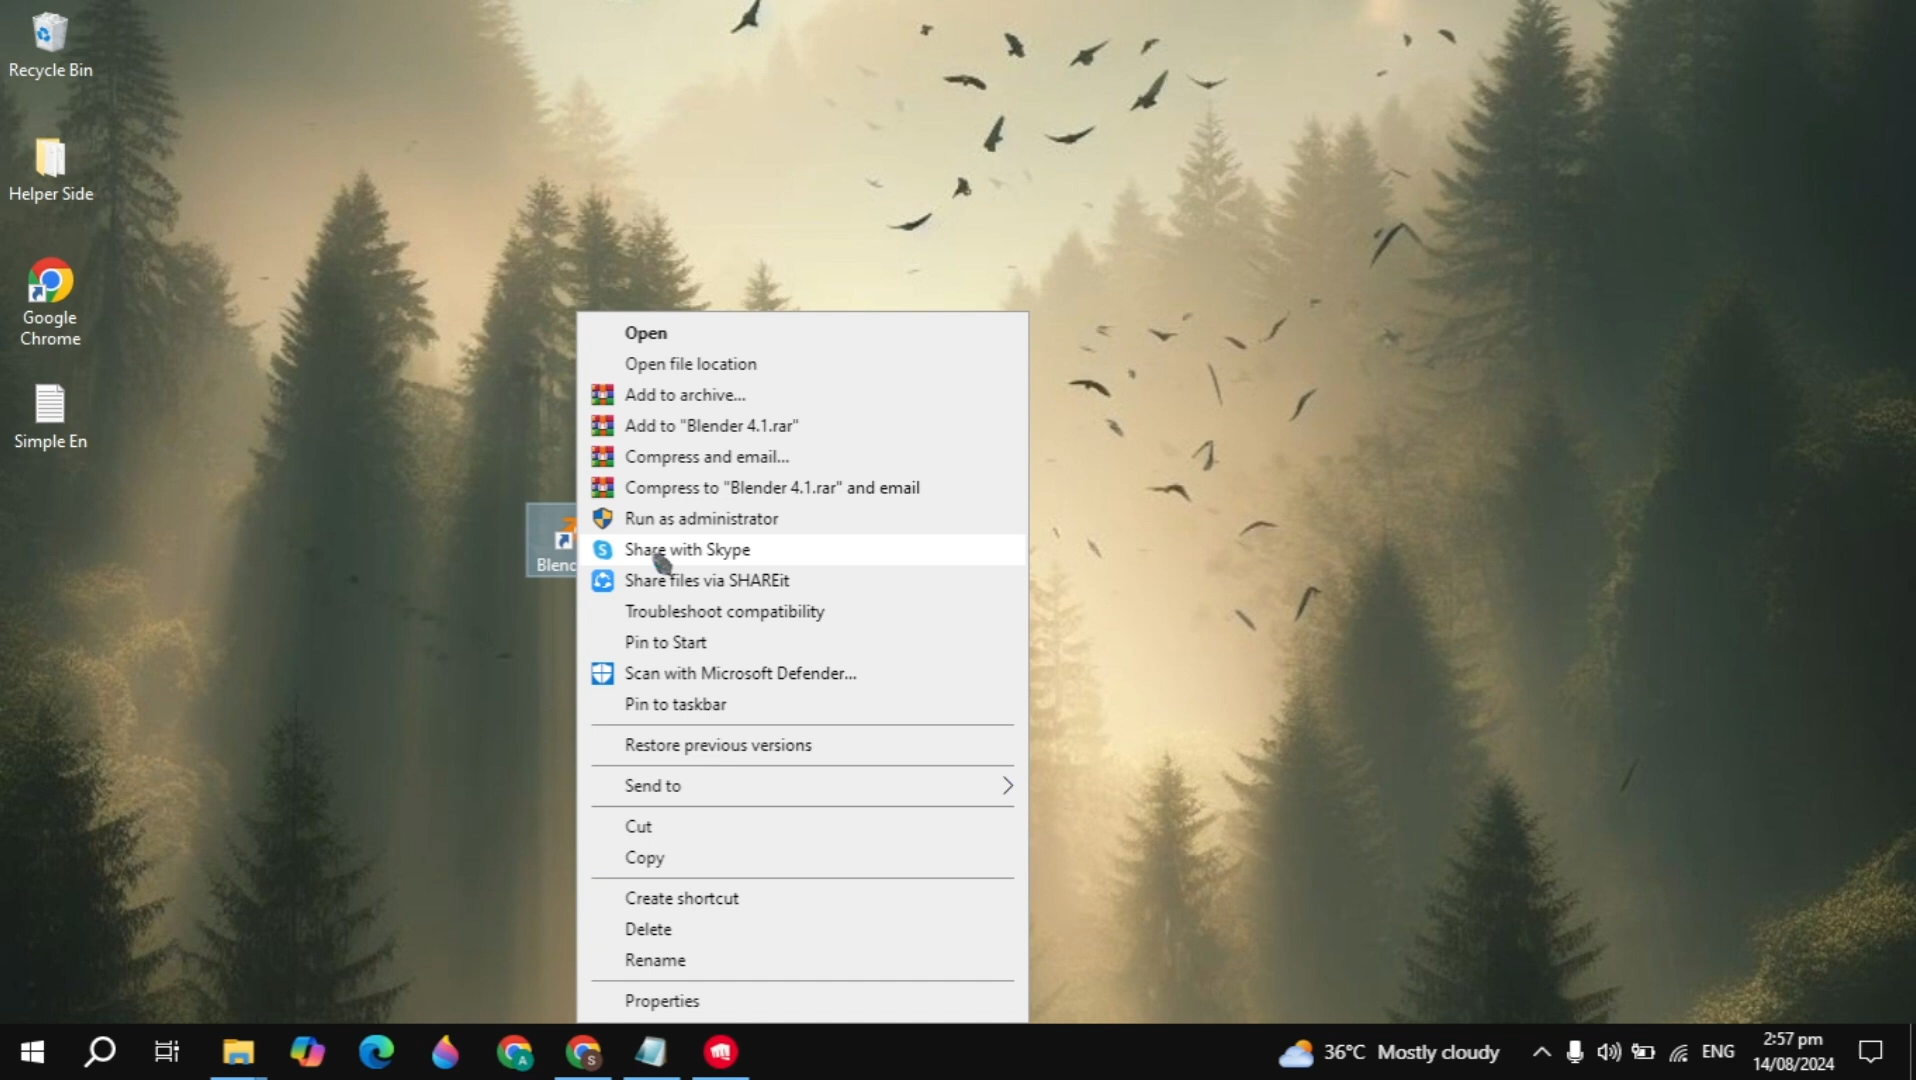 Recycle Bin
Helper Side
Google
Chrome
Simple En
Blenc
Open
Open file location
Add to archive...
Add to "Blender 4.1.rar"
Compress and email...
Compress to "Blender 4.1.rar" and email
Run as administrator
Share with Skype
Share files via SHAREit
Troubleshoot compatibility
Pin to Start
Scan with Microsoft Defender...
Pin to taskbar
Restore previous versions
Send to
Cut
Copy
Create shortcut
Delete
Rename
Properties
36°C Mostly cloudy
ENG
2:57 pm
14/08/2024